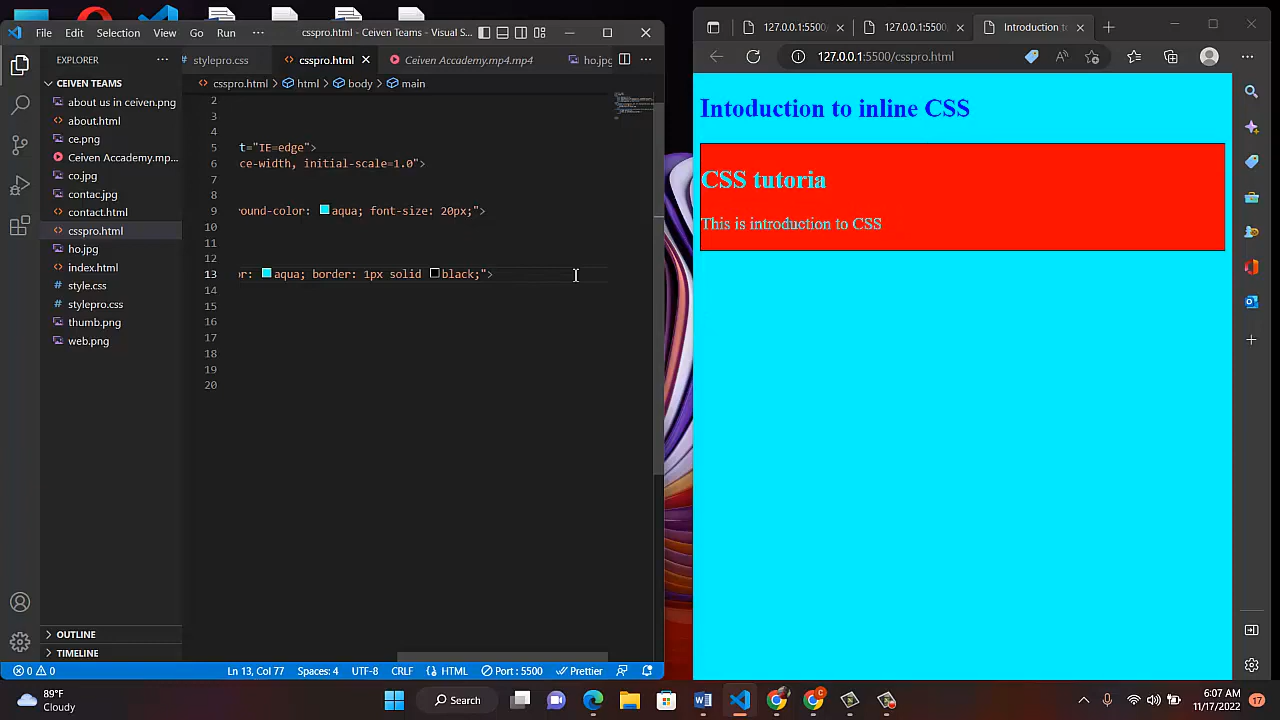 File Edit Selection View Go Run ··· csspro.html - Ceiven Teams - Visual S...
EXPLORER ···
stylepro.css csspro.html Ceiven Accademy.mp4.mp4 ho.jpg ···
CEIVEN TEAMS
about us in ceiven.png
about.html
ce.png
Ceiven Accademy.mp...
co.jpg
contac.jpg
contact.html
csspro.html
ho.jpg
index.html
style.css
stylepro.css
thumb.png
web.png
OUTLINE
TIMELINE
csspro.html > html > body > main
2
3
4
5 t="IE=edge">
6 ce-width, initial-scale=1.0">
7
8
9 round-color: aqua; font-size: 20px;">
10
11
12
13 or: aqua; border: 1px solid black;">
14
15
16
17
18
19
20
0 0 Ln 13, Col 77 Spaces: 4 UTF-8 CRLF HTML Port : 5500 Prettier
127.0.0.1:5500/ 127.0.0.1:5500/ Introduction to
127.0.0.1:5500/csspro.html
Intoduction to inline CSS
CSS tutoria
This is introduction to CSS
89°F
Cloudy
Search
6:07 AM
11/17/2022
17